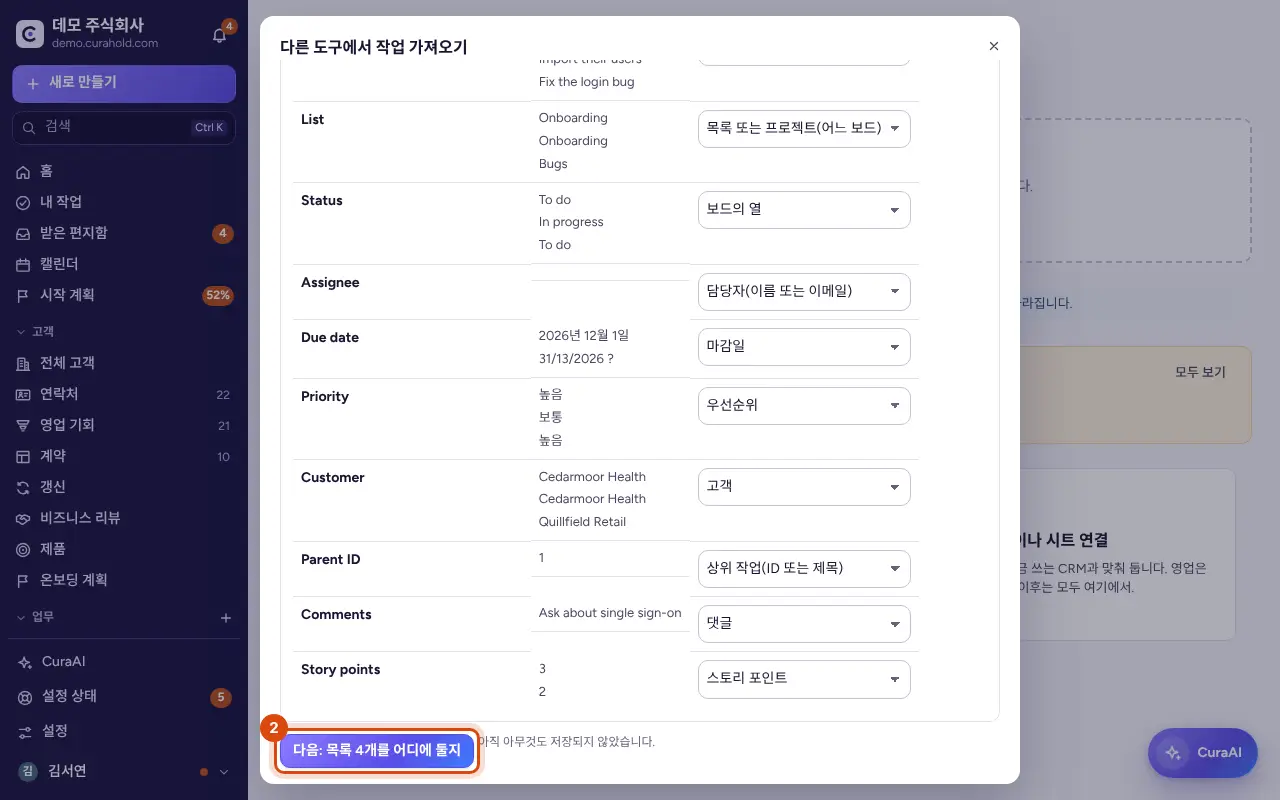 데모 주식회사
demo.curahold.com
4
새로 만들기
검색
Ctrl K
홈
내 작업
받은 편지함
4
캘린더
시작 계획
52%
고객
전체 고객
연락처
22
영업 기회
21
계약
10
갱신
비즈니스 리뷰
제품
온보딩 계획
업무
CuraAI
설정 상태
5
설정
김
김서연
다른 도구에서 작업 가져오기
Import their users
Fix the login bug
List
Onboarding
Onboarding
Bugs
목록 또는 프로젝트(어느 보드)
Status
To do
In progress
To do
보드의 열
Assignee
담당자(이름 또는 이메일)
Due date
2026년 12월 1일
31/13/2026 ?
마감일
Priority
높음
보통
높음
우선순위
Customer
Cedarmoor Health
Cedarmoor Health
Quillfield Retail
고객
Parent ID
1
상위 작업(ID 또는 제목)
Comments
Ask about single sign-on
댓글
Story points
3
2
스토리 포인트
2
다음: 목록 4개를 어디에 둘지
아직 아무것도 저장되지 않았습니다.
다.
라집니다.
모두 보기
이나 시트 연결
금 쓰는 CRM과 맞춰 둡니다. 영업은
이후는 모두 여기에서.
CuraAI